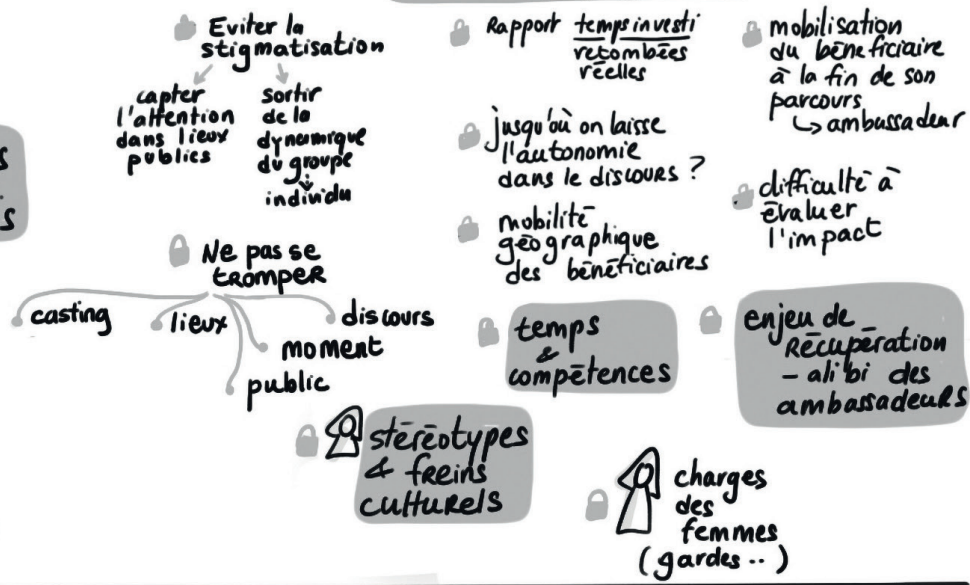 Eviter la
stigmatisation
capter
l'attention
dans lieux
publics
sortir
de la
dynamique
du groupe
individu
Ne pas se
tromper
casting
lieux
discours
moment
public
stéréotypes
& freins
culturels
Rapport temps investi
retombées
réelles
jusqu'où on laisse
l'autonomie
dans le discours ?
mobilité
géographique
des bénéficiaires
temps
&
compétences
mobilisation
du bénéficiaire
à la fin de son
parcours
↳ ambassadeur
difficulté à
évaluer
l'impact
enjeu de
Récupération
- alibi des
ambassadeurs
charges
des
femmes
(gardes ..)